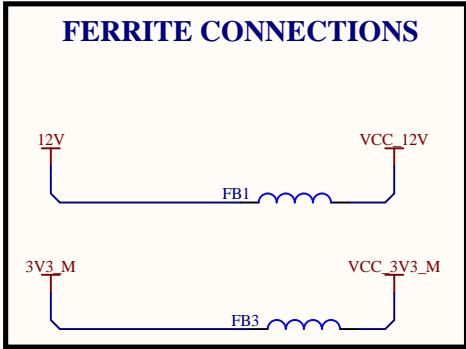 FERRITE CONNECTIONS
12V
VCC_12V
FB1
3V3_M
VCC_3V3_M
FB3